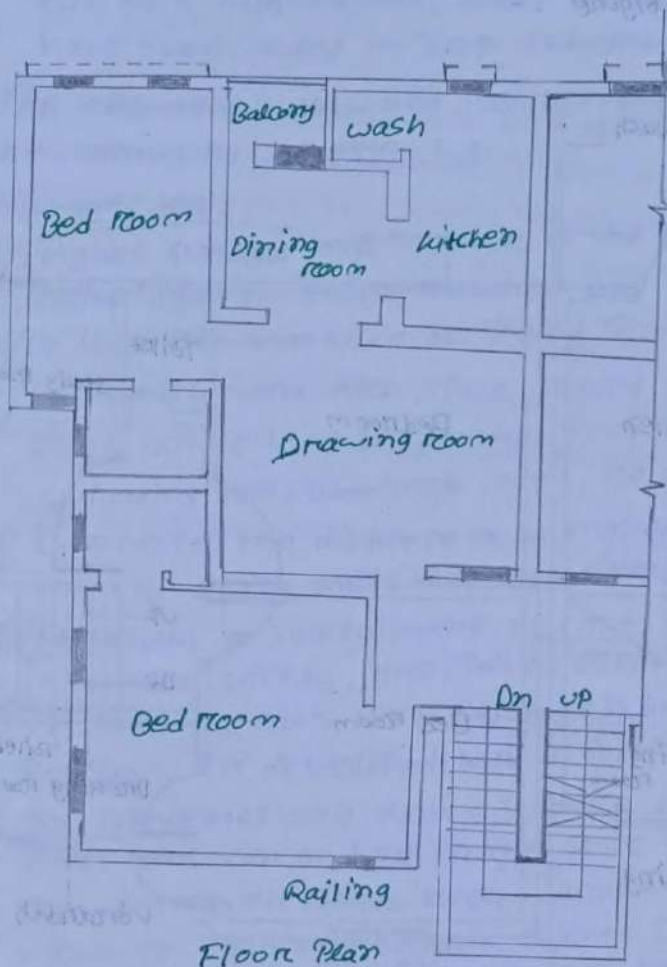 Balcony
wash
Bed room
Dining
room
kitchen
Drawing room
Dn up
Bed room
Railing
Floor Plan